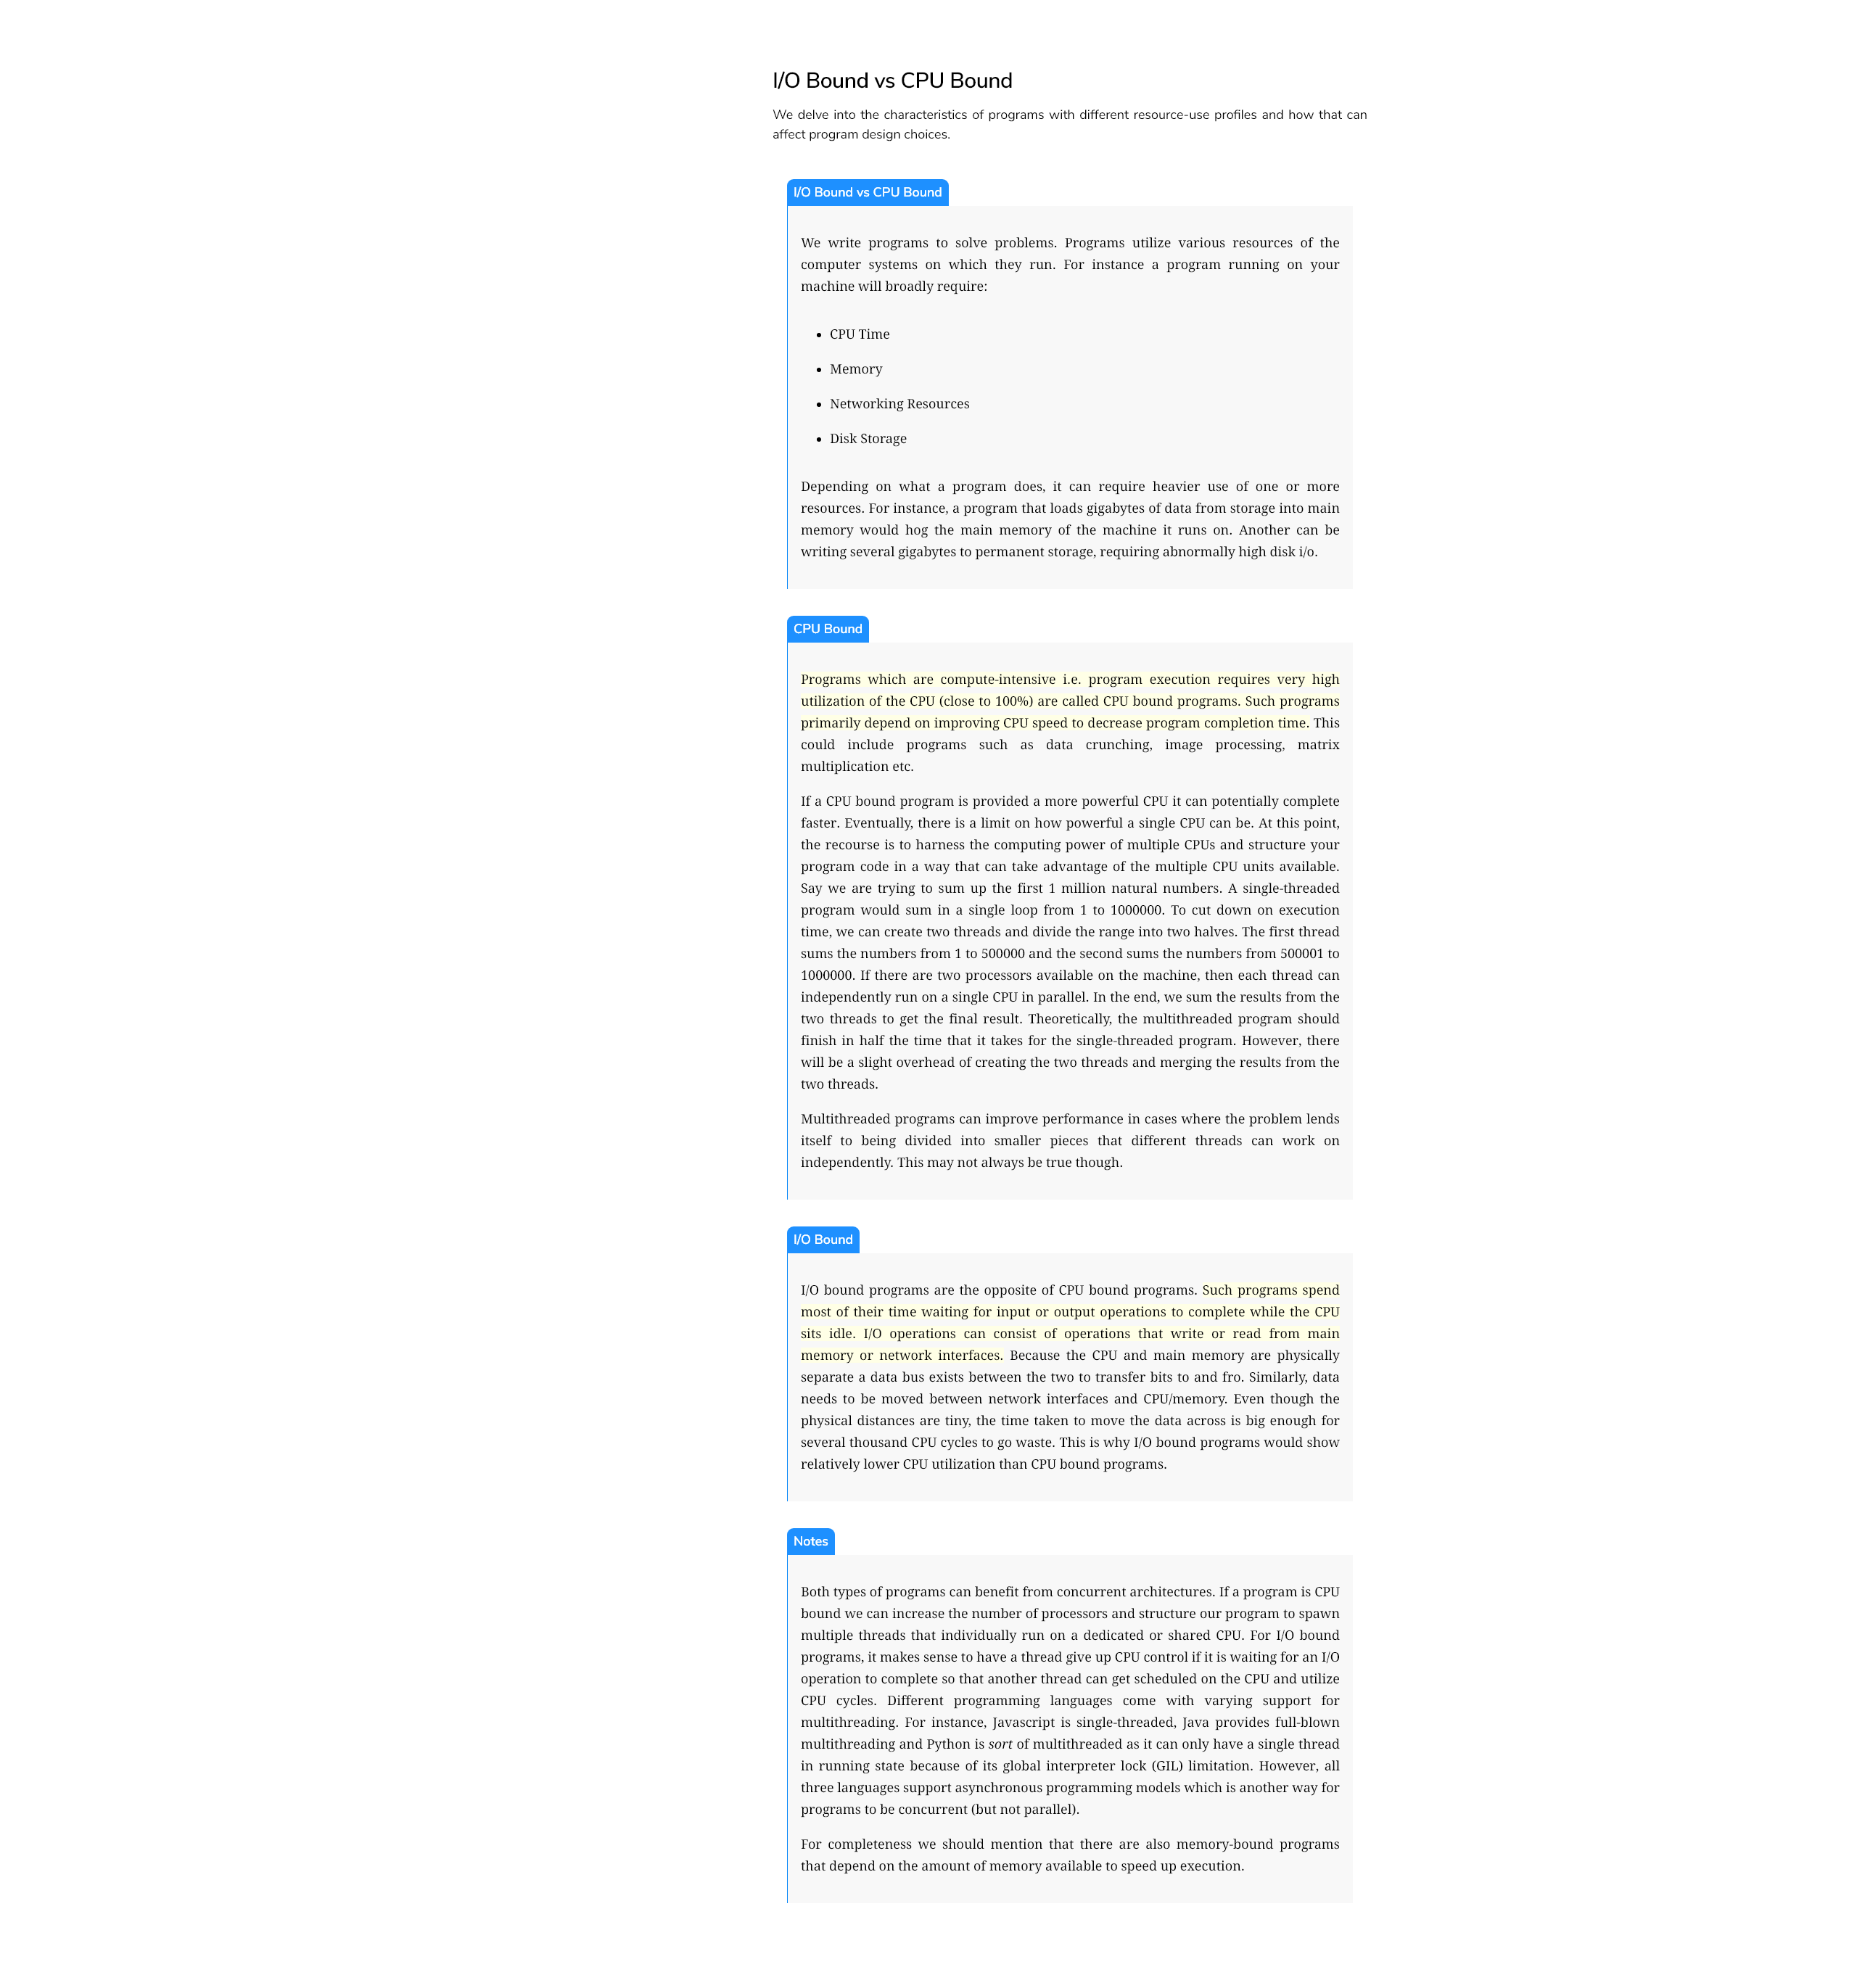 I/O Bound vs CPU Bound
We delve into the characteristics of programs with different resource-use profiles and how that can
affect program design choices.
I/O Bound vs CPU Bound
We write programs to solve problems. Programs utilize various resources of the
computer systems on which they run. For instance a program running on your
machine will broadly require:
• CPU Time
• Memory
• Networking Resources
• Disk Storage
Depending on what a program does, it can require heavier use of one or more
resources. For instance, a program that loads gigabytes of data from storage into main
memory would hog the main memory of the machine it runs on. Another can be
writing several gigabytes to permanent storage, requiring abnormally high disk i/o.
CPU Bound
Programs which are compute-intensive i.e. program execution requires very high
utilization of the CPU (close to 100%) are called CPU bound programs. Such programs
primarily depend on improving CPU speed to decrease program completion time. This
could include programs such as data crunching, image processing, matrix
multiplication etc.
If a CPU bound program is provided a more powerful CPU it can potentially complete
faster. Eventually, there is a limit on how powerful a single CPU can be. At this point,
the recourse is to harness the computing power of multiple CPUs and structure your
program code in a way that can take advantage of the multiple CPU units available.
Say we are trying to sum up the first 1 million natural numbers. A single-threaded
program would sum in a single loop from 1 to 1000000. To cut down on execution
time, we can create two threads and divide the range into two halves. The first thread
sums the numbers from 1 to 500000 and the second sums the numbers from 500001 to
1000000. If there are two processors available on the machine, then each thread can
independently run on a single CPU in parallel. In the end, we sum the results from the
two threads to get the final result. Theoretically, the multithreaded program should
finish in half the time that it takes for the single-threaded program. However, there
will be a slight overhead of creating the two threads and merging the results from the
two threads.
Multithreaded programs can improve performance in cases where the problem lends
itself to being divided into smaller pieces that different threads can work on
independently. This may not always be true though.
I/O Bound
I/O bound programs are the opposite of CPU bound programs. Such programs spend
most of their time waiting for input or output operations to complete while the CPU
sits idle. I/O operations can consist of operations that write or read from main
memory or network interfaces. Because the CPU and main memory are physically
separate a data bus exists between the two to transfer bits to and fro. Similarly, data
needs to be moved between network interfaces and CPU/memory. Even though the
physical distances are tiny, the time taken to move the data across is big enough for
several thousand CPU cycles to go waste. This is why I/O bound programs would show
relatively lower CPU utilization than CPU bound programs.
Notes
Both types of programs can benefit from concurrent architectures. If a program is CPU
bound we can increase the number of processors and structure our program to spawn
multiple threads that individually run on a dedicated or shared CPU. For I/O bound
programs, it makes sense to have a thread give up CPU control if it is waiting for an I/O
operation to complete so that another thread can get scheduled on the CPU and utilize
CPU cycles. Different programming languages come with varying support for
multithreading. For instance, Javascript is single-threaded, Java provides full-blown
multithreading and Python is sort of multithreaded as it can only have a single thread
in running state because of its global interpreter lock (GIL) limitation. However, all
three languages support asynchronous programming models which is another way for
programs to be concurrent (but not parallel).
For completeness we should mention that there are also memory-bound programs
that depend on the amount of memory available to speed up execution.